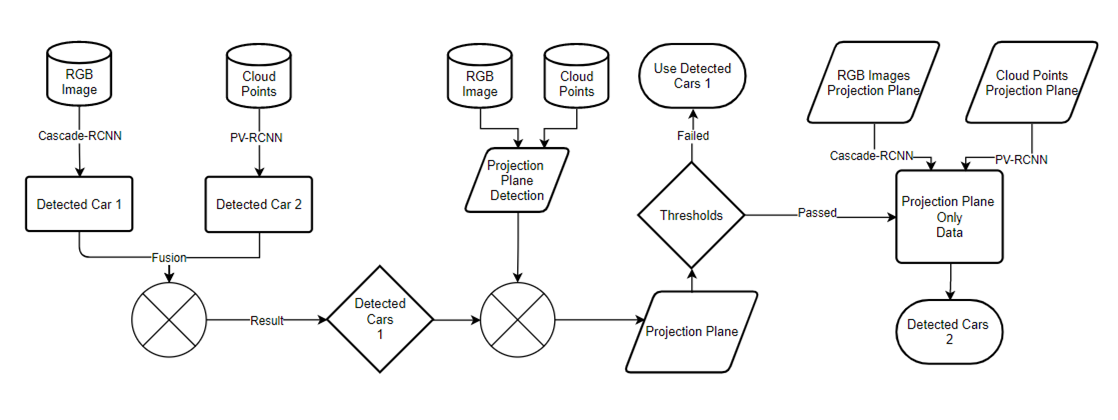 RGB
Image
Cloud
Points
Cascade-RCNN
PV-RCNN
Detected Car 1
Detected Car 2
Fusion
Result
Detected
Cars
1
RGB
Image
Cloud
Points
Projection
Plane
Detection
Projection Plane
Thresholds
Failed
Use Detected
Cars 1
Passed
RGB Images
Projection Plane
Cloud Points
Projection Plane
Cascade-RCNN
PV-RCNN
Projection Plane
Only
Data
Detected Cars
2